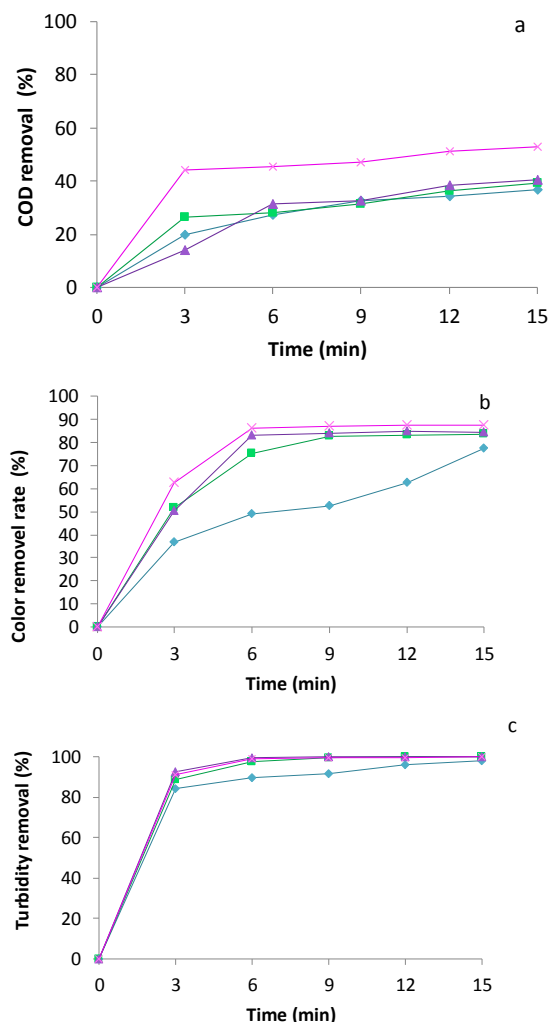 a
100
80
60
40
20
0
COD removal (%)
0 3 6 9 12 15
Time (min)
b
100
90
80
70
60
50
40
30
20
10
0
Color removel rate (%)
0 3 6 9 12 15
Time (min)
c
100
80
60
40
20
0
Turbidity removal (%)
0 3 6 9 12 15
Time (min)